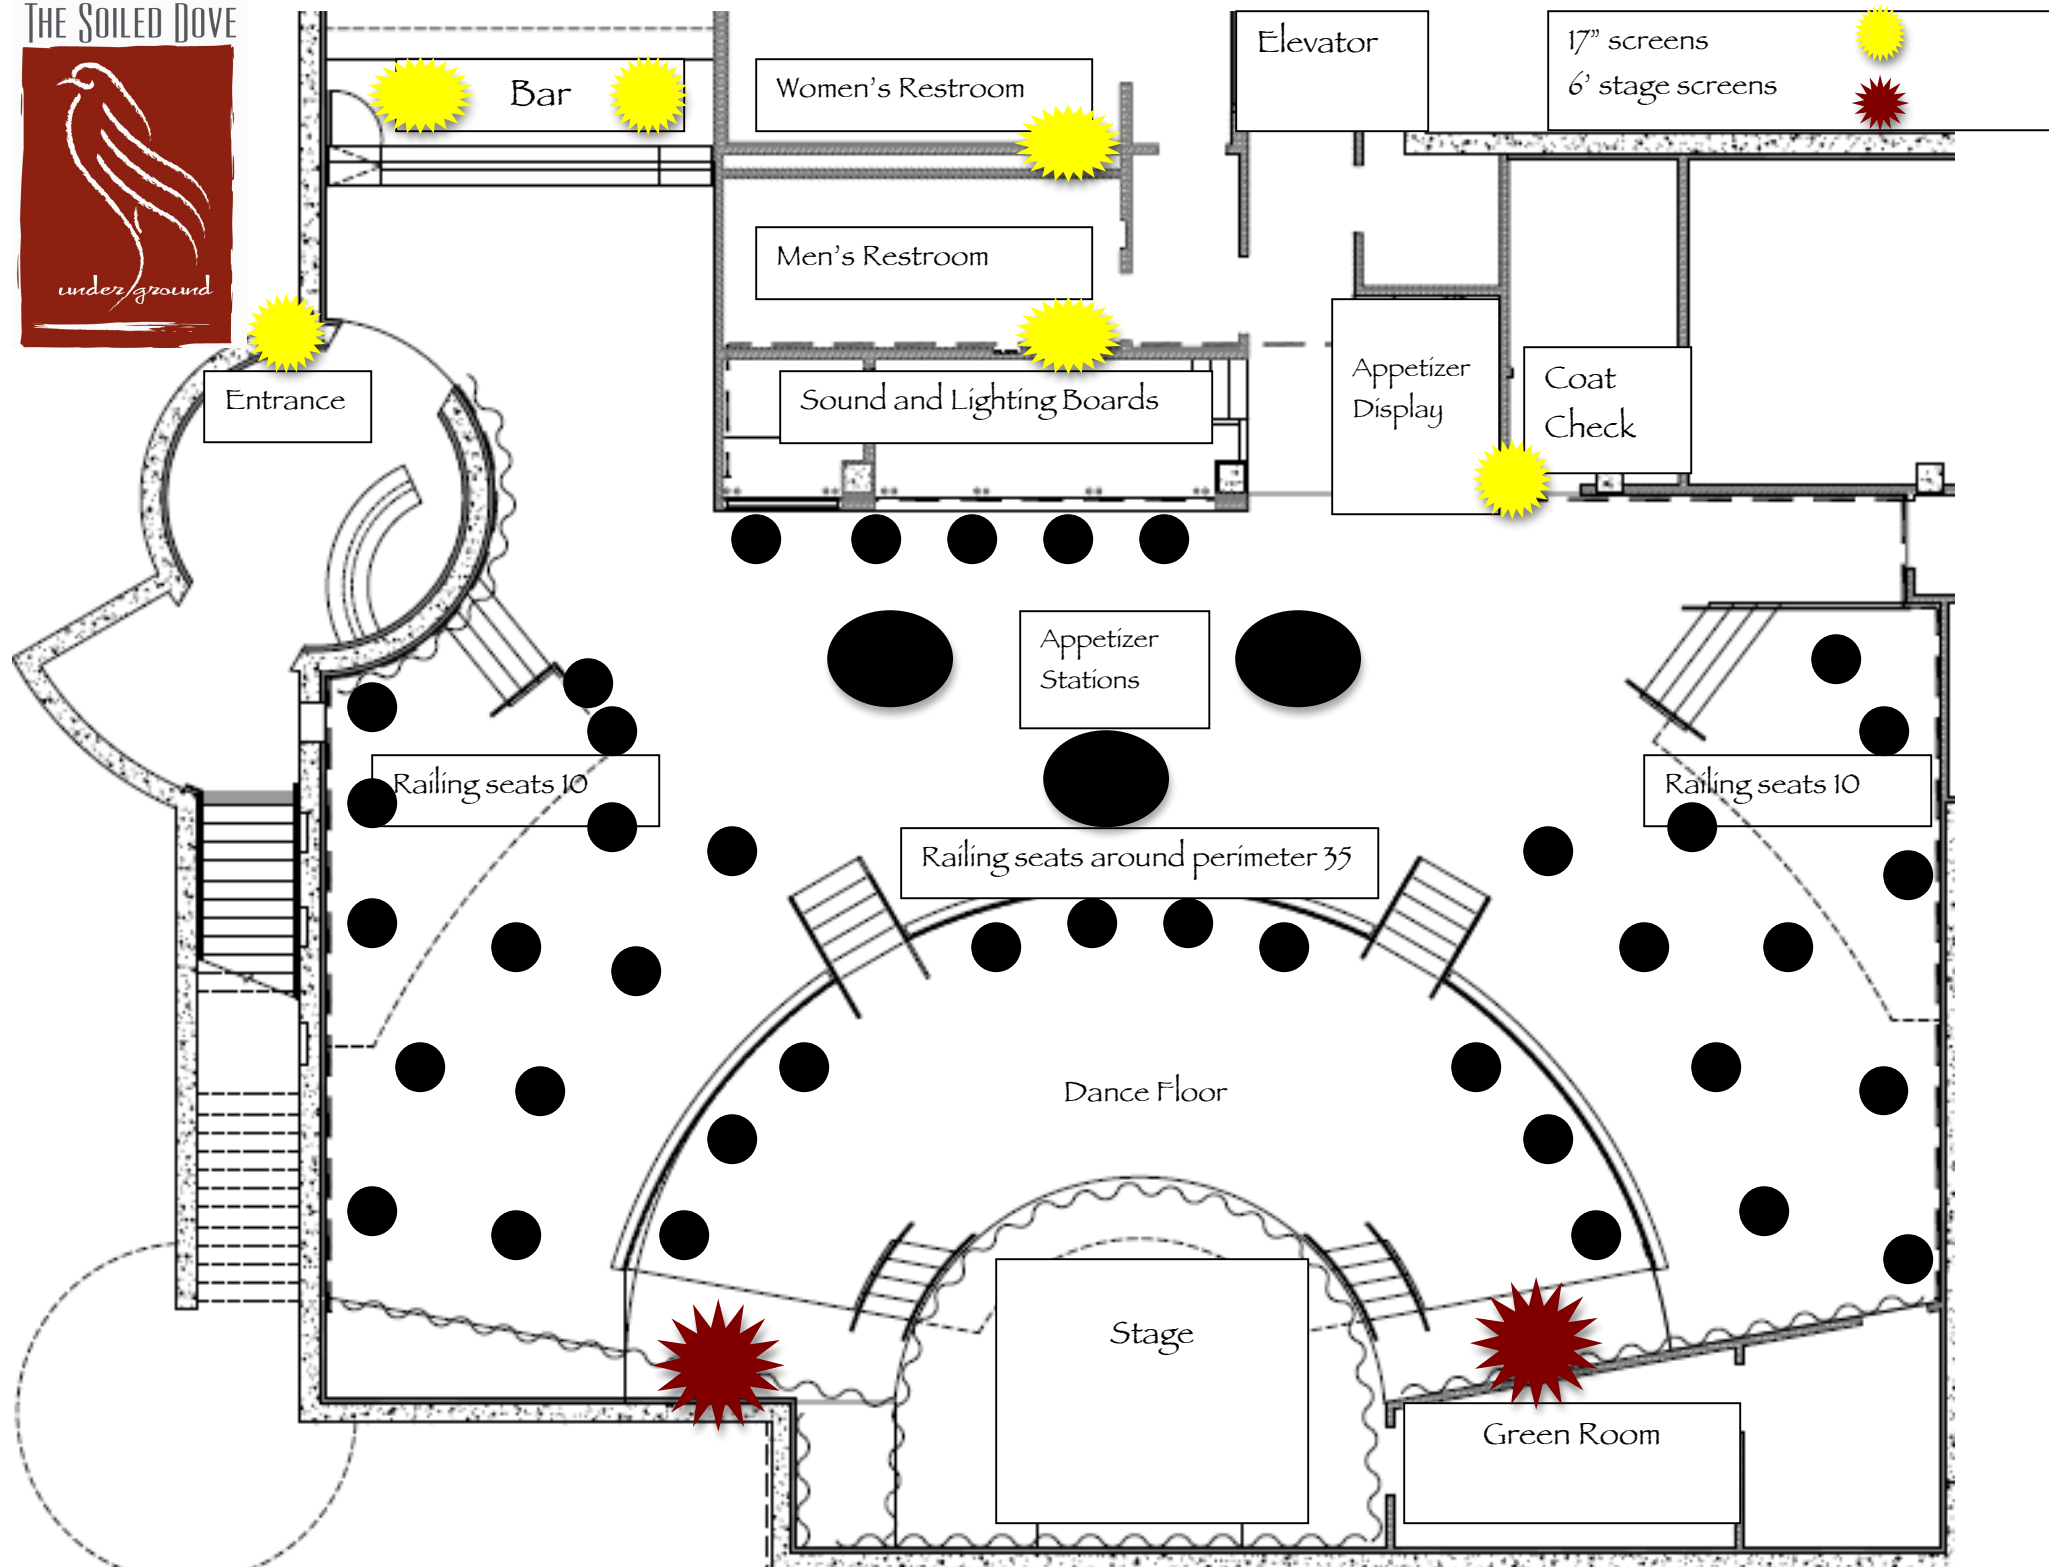 THE SOILED DOVE
underground
Bar
Women's Restroom
Elevator
17" screens
6' stage screens
Men's Restroom
Entrance
Sound and Lighting Boards
Appetizer
Display
Coat
Check
Appetizer
Stations
Railing seats 10
Railing seats 10
Railing seats around perimeter 35
Dance Floor
Stage
Green Room